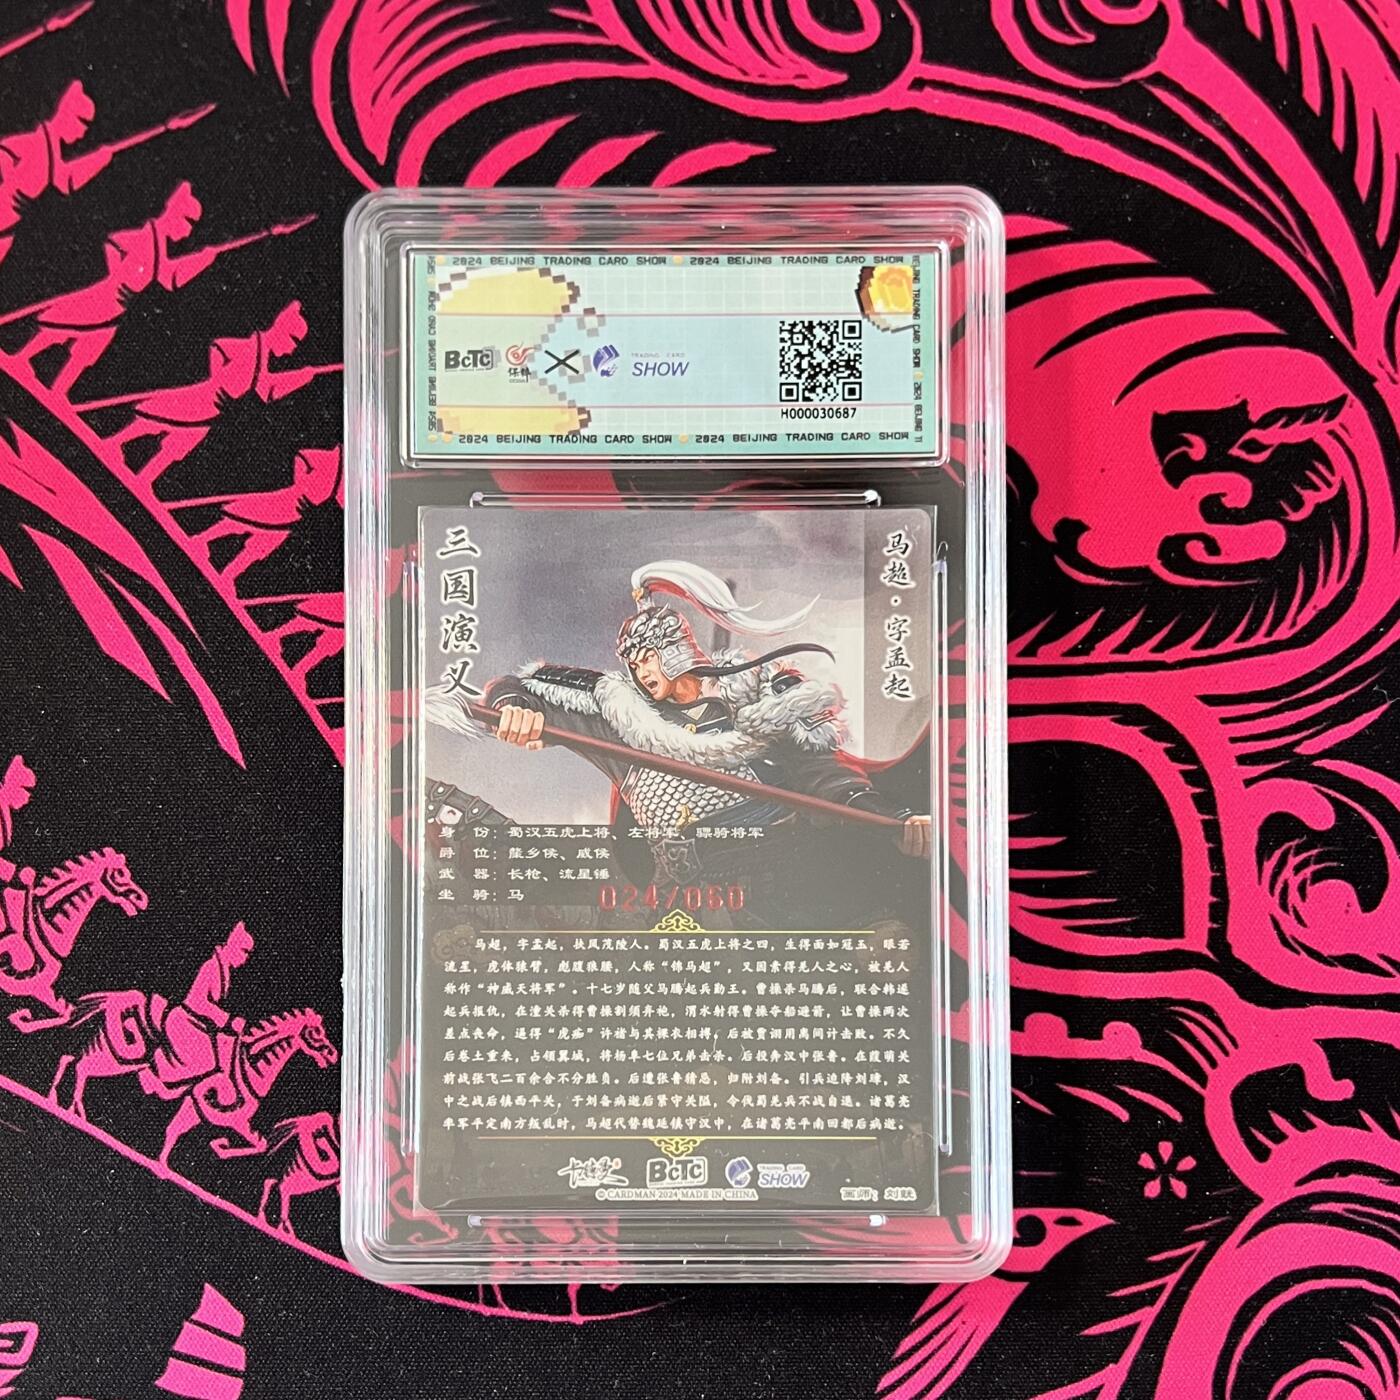 2024 BEIJING TRADING CARD SHOW 2024 BEIJING TRADING CARD SHOW
BCTC
保粹
TRADING CARD
SHOW
H000030687
2024 BEIJING TRADING CARD SHOW 2024 BEIJING TRADING CARD SHOW
三国演义
马超·字孟起
身 份：蜀汉五虎上将、左将军、骠骑将军
爵 位：斄乡侯、威侯
武 器：长枪、流星锤
坐 骑：马
024/060
马超，字孟起，扶风茂陵人。蜀汉五虎上将之四，生得面如冠玉，眼若
流星，虎体猿臂，彪腹狼腰，人称“锦马超”，又因素得羌人之心，被羌人
称作“神威天将军”。十七岁随父马腾起兵勤王。曹操杀马腾后，联合韩遂
起兵报仇，在潼关杀得曹操割须弃袍，渭水射得曹操夺船避箭，让曹操两次
差点丧命，逼得“虎痴”许褚与其裸衣相搏，后被贾诩用离间计击败。不久
后卷土重来，占领冀城，将杨阜七位兄弟击杀。后投奔汉中张鲁。在葭萌关
前战张飞二百余合不分胜负。后遭张鲁猜忌，归附刘备。引兵迫降刘璋，汉
中之战后镇西平关，于刘备病逝后紧守关隘，令俄蜀羌兵不战自退。诸葛亮
率军平定南方叛乱时，马超代替魏延镇守汉中，在诸葛亮平南回都后病逝。
BCTC
TRADING CARD
SHOW
© CARDMAN 2024 MADE IN CHINA